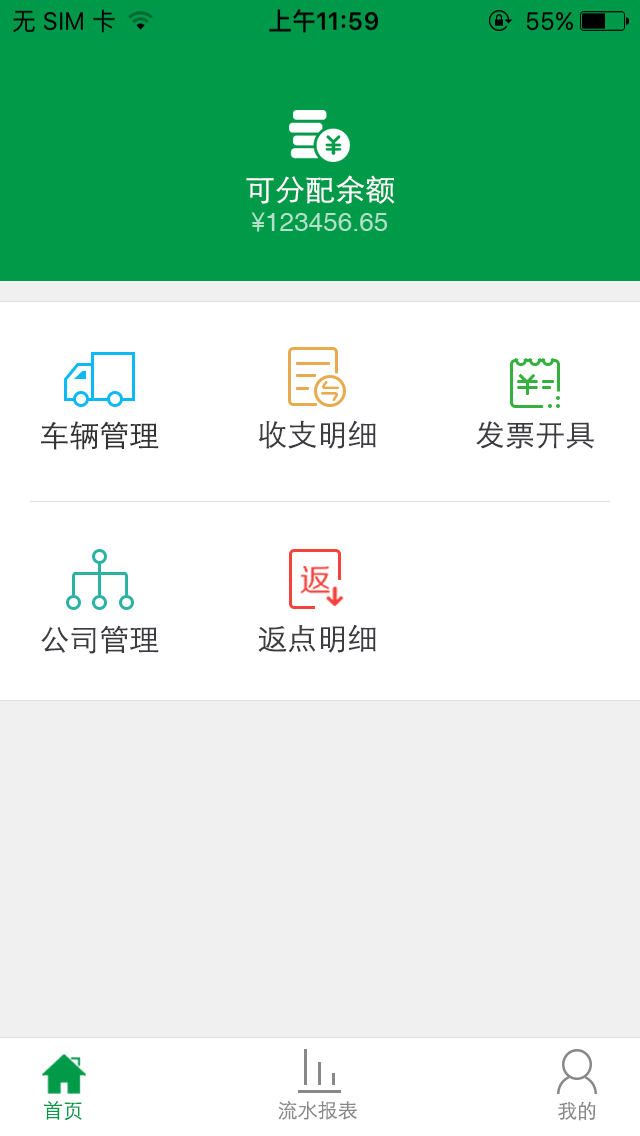 无 SIM 卡 上午11:59 55%
可分配余额
¥123456.65
车辆管理 收支明细 发票开具
返
公司管理 返点明细
首页 流水报表 我的